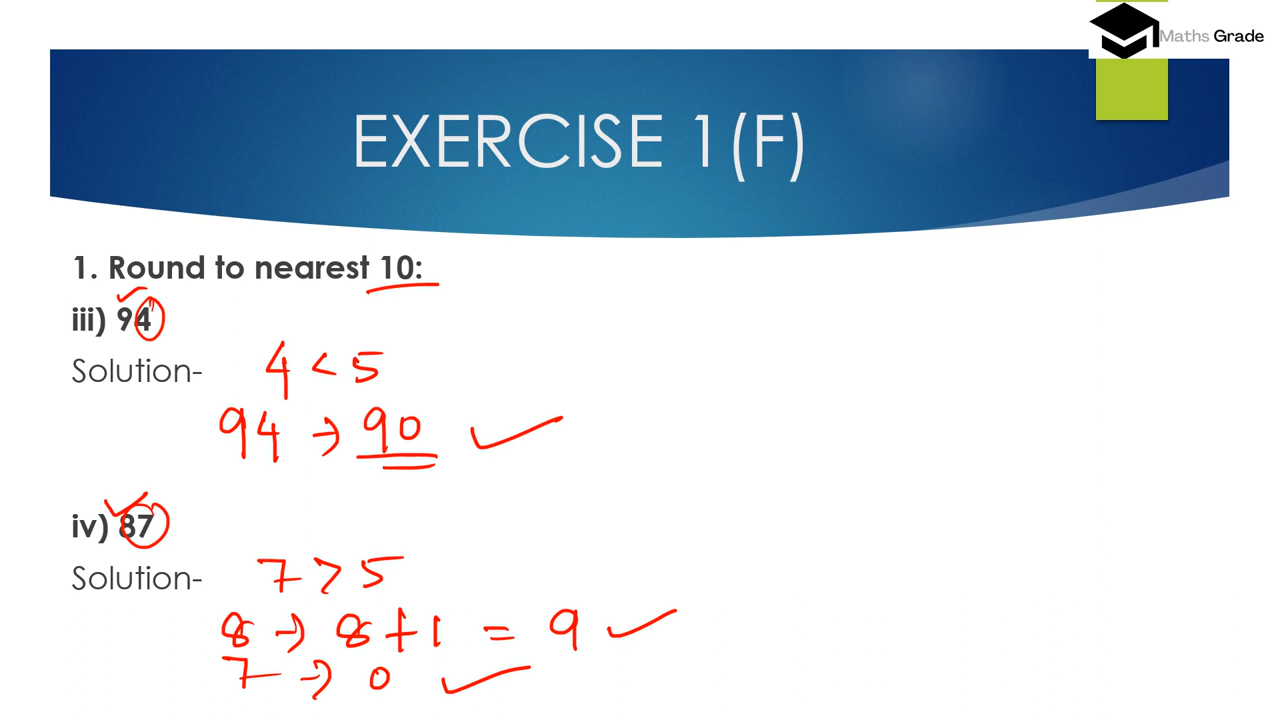 Maths Grade
EXERCISE 1(F)
1. Round to nearest 10:
iii) 94
Solution- 4 < 5
94 → 90
iv) 87
Solution- 7 > 5
8 → 8+1 = 9
7 → 0